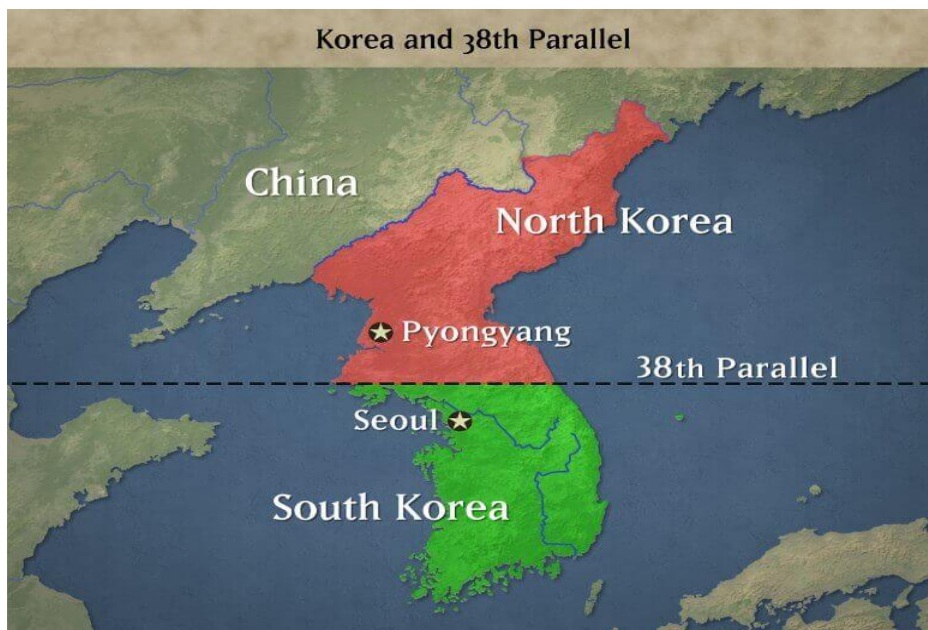 Korea and 38th Parallel
China
North Korea
Pyongyang
38th Parallel
Seoul
South Korea